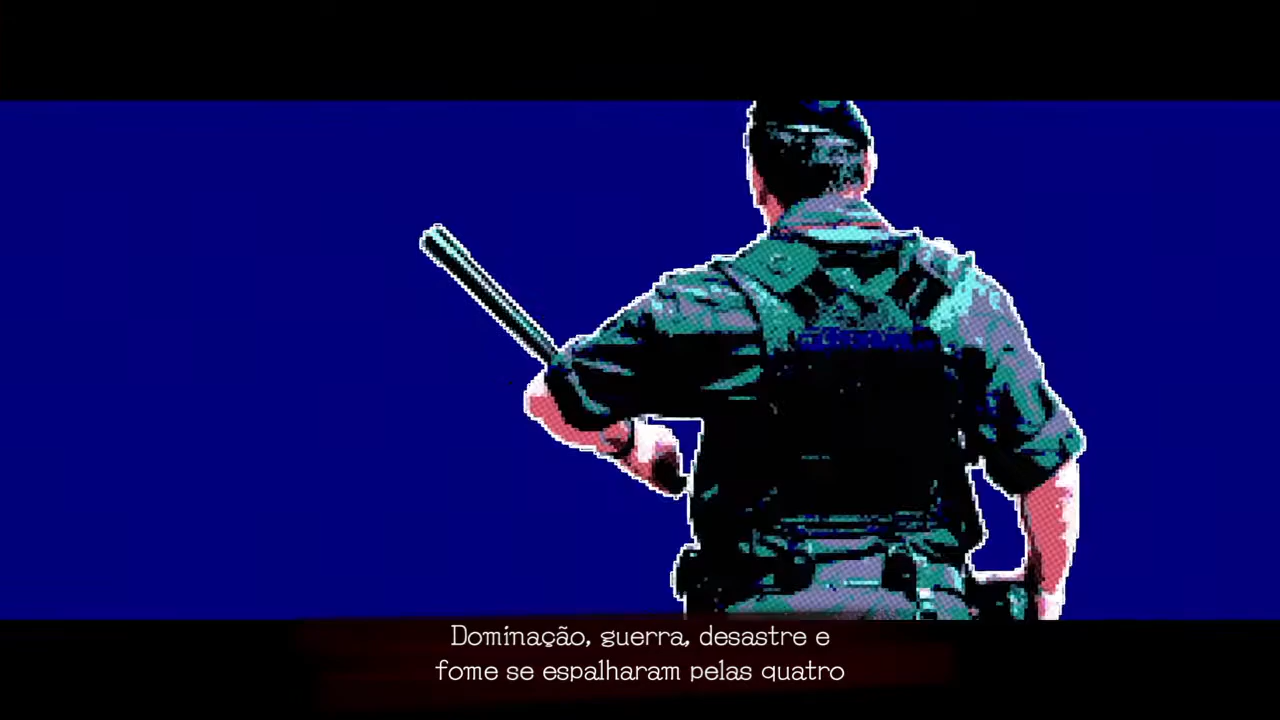 Dominação, guerra, desastre e
fome se espalharam pelas quatro